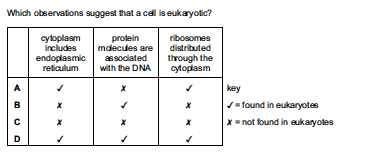 Which observations suggest that a cell is eukaryotic?
cytoplasm includes endoplasmic reticulum protein molecules are associated with the DNA ribosomes distributed through the cytoplasm
A ✓ ✗ ✓ key
B ✗ ✓ ✗ ✓ = found in eukaryotes
C ✗ ✗ ✗ ✗ = not found in eukaryotes
D ✓ ✓ ✓